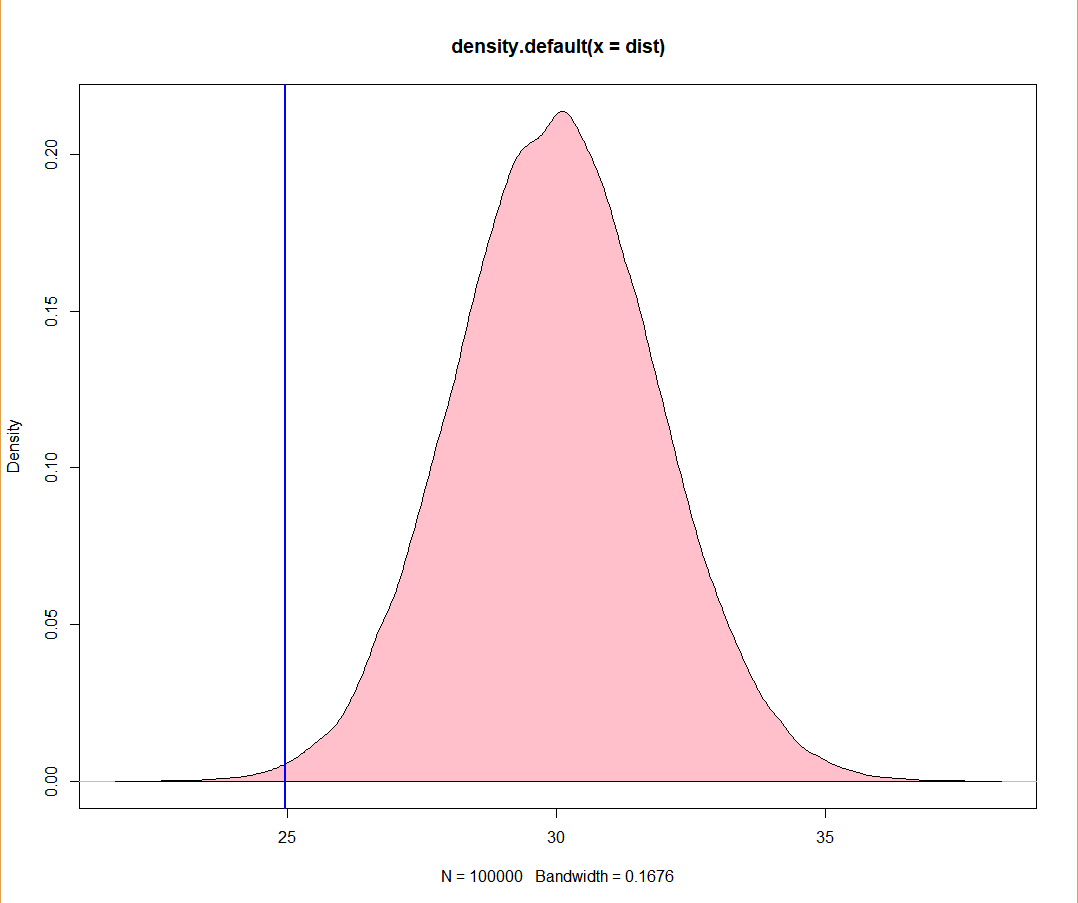 density.default(x = dist)
Density
0.20
0.15
0.10
0.05
0.00
25 30 35
N = 100000 Bandwidth = 0.1676